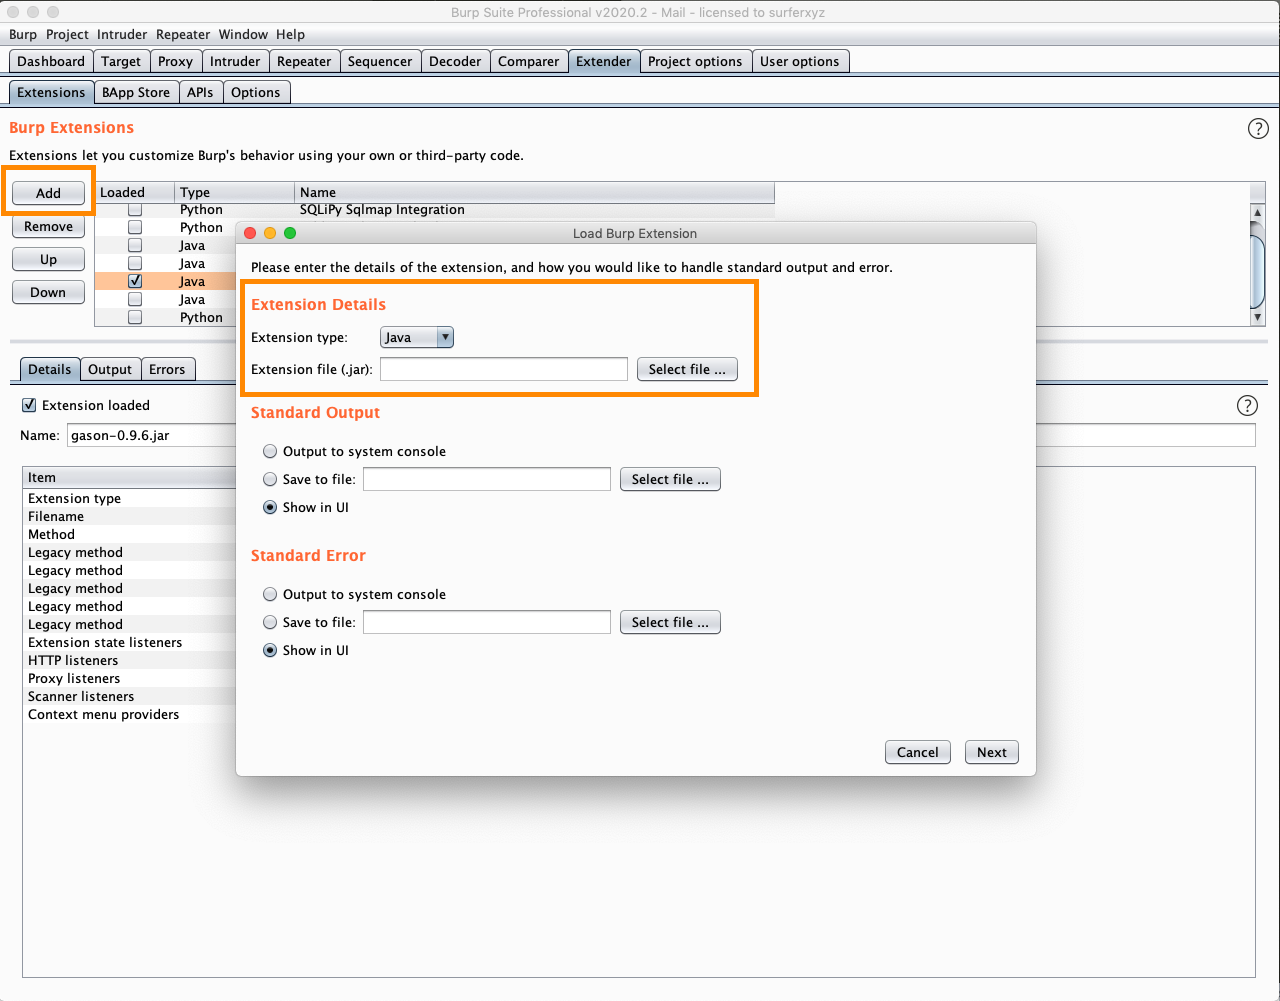 Burp Suite Professional v2020.2 - Mail - licensed to surferxyz
Burp Project Intruder Repeater Window Help
Dashboard Target Proxy Intruder Repeater Sequencer Decoder Comparer Extender Project options User options
Extensions BApp Store APIs Options
Burp Extensions
?
Extensions let you customize Burp's behavior using your own or third-party code.
Add
Remove
Up
Down
Loaded Type Name
Python SQLiPy Sqlmap Integration
Python
Java
Java
Java
Java
Python
Details Output Errors
Extension loaded
?
Name: gason-0.9.6.jar
Item
Extension type
Filename
Method
Legacy method
Legacy method
Legacy method
Legacy method
Legacy method
Extension state listeners
HTTP listeners
Proxy listeners
Scanner listeners
Context menu providers
Load Burp Extension
Please enter the details of the extension, and how you would like to handle standard output and error.
Extension Details
Extension type: Java
Extension file (.jar): Select file ...
Standard Output
Output to system console
Save to file: Select file ...
Show in UI
Standard Error
Output to system console
Save to file: Select file ...
Show in UI
Cancel Next